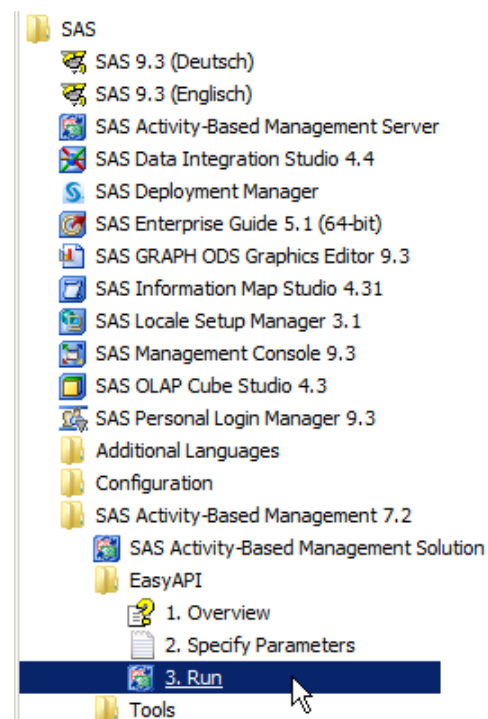 SAS
SAS 9.3 (Deutsch)
SAS 9.3 (Englisch)
SAS Activity-Based Management Server
SAS Data Integration Studio 4.4
SAS Deployment Manager
SAS Enterprise Guide 5.1 (64-bit)
SAS GRAPH ODS Graphics Editor 9.3
SAS Information Map Studio 4.31
SAS Locale Setup Manager 3.1
SAS Management Console 9.3
SAS OLAP Cube Studio 4.3
SAS Personal Login Manager 9.3
Additional Languages
Configuration
SAS Activity-Based Management 7.2
SAS Activity-Based Management Solution
EasyAPI
1. Overview
2. Specify Parameters
3. Run
Tools